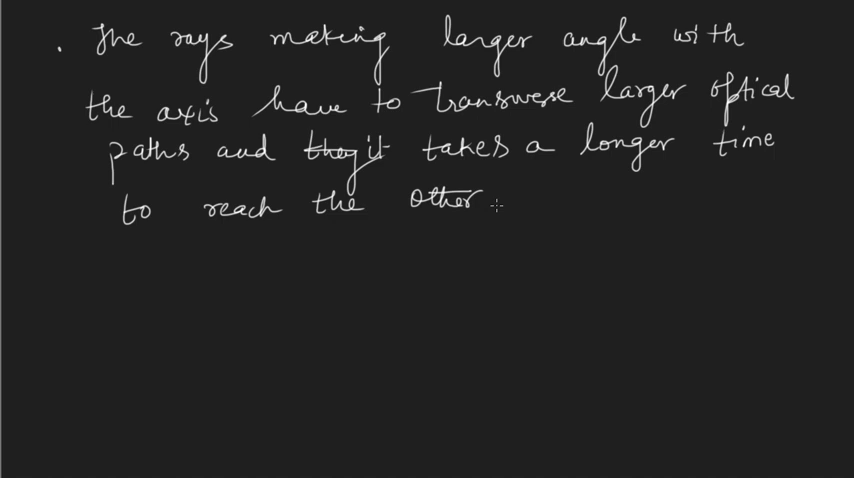 . The rays making larger angle with
the axis have to transverse larger optical
paths and they it takes a longer time
to reach the other